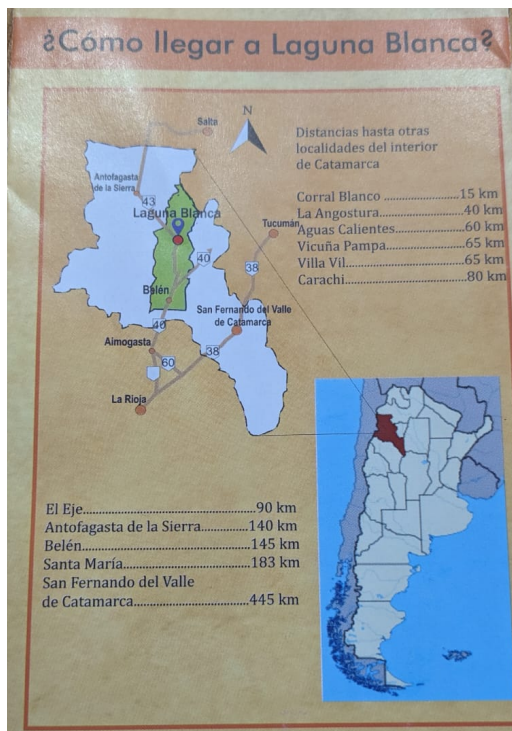 ¿Cómo llegar a Laguna Blanca?
N
Salta
Antofagasta
de la Sierra
43
Laguna Blanca
Tucumán
40
38
Belén
San Fernando del Valle
de Catamarca
40
Aimogasta
38
60
La Rioja
Distancias hasta otras
localidades del interior
de Catamarca
Corral Blanco ..................15 km
La Angostura.....................40 km
Aguas Calientes.................60 km
Vicuña Pampa....................65 km
Villa Vil..............................65 km
Carachi...............................80 km
El Eje..........................................90 km
Antofagasta de la Sierra............140 km
Belén.........................................145 km
Santa María...............................183 km
San Fernando del Valle
de Catamarca............................445 km